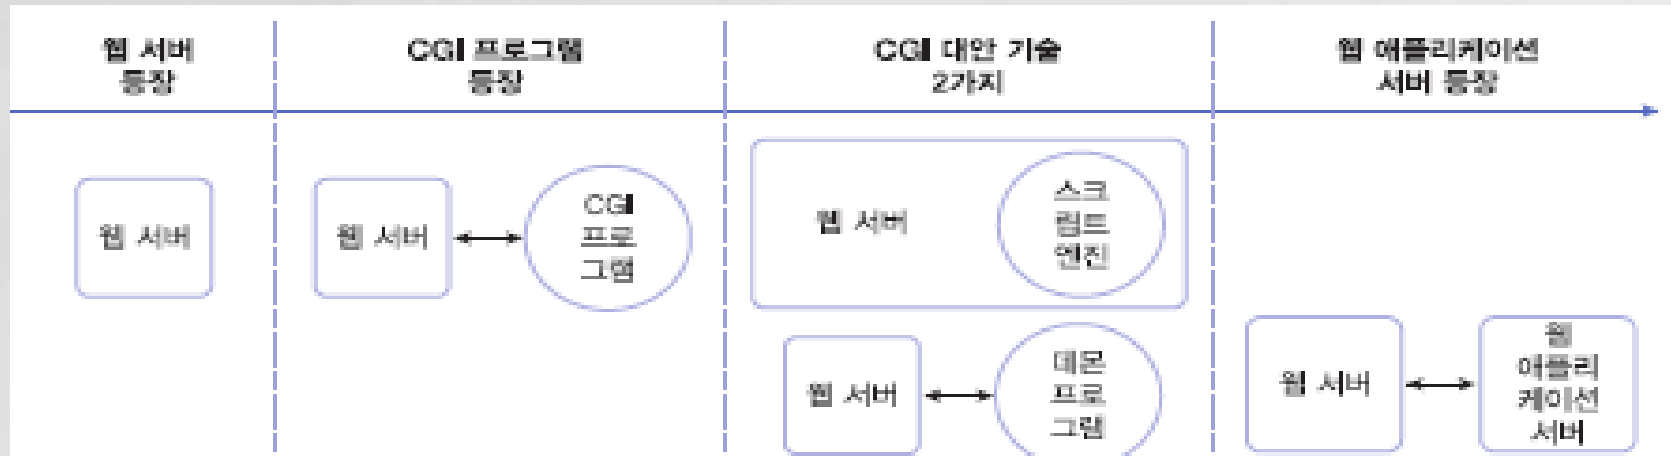 웹 서버
등장
CGI 프로그램
등장
CGI 대안 기술
2가지
웹 애플리케이션
서버 등장
웹 서버
웹 서버
CGI
프로
그램
웹 서버
스크
립트
엔진
웹 서버
데몬
프로
그램
웹 서버
웹
애플리
케이션
서버